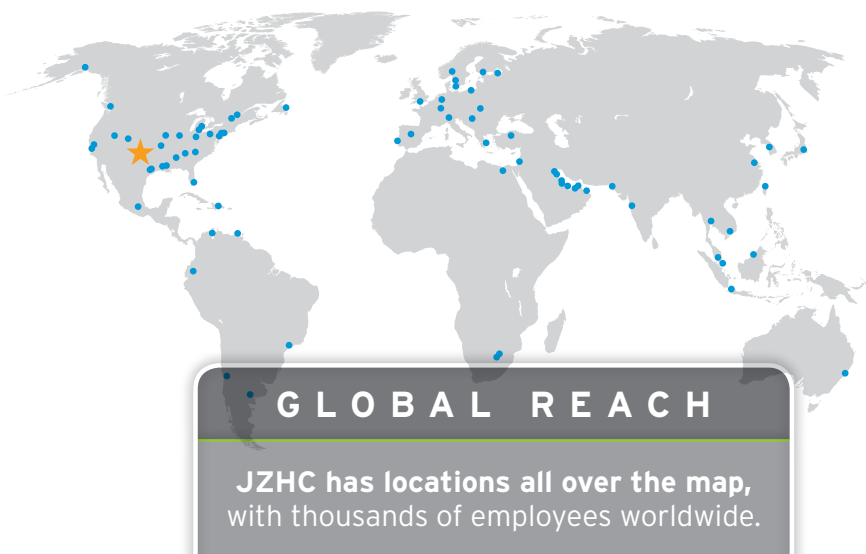 GLOBAL REACH
JZHC has locations all over the map,
with thousands of employees worldwide.